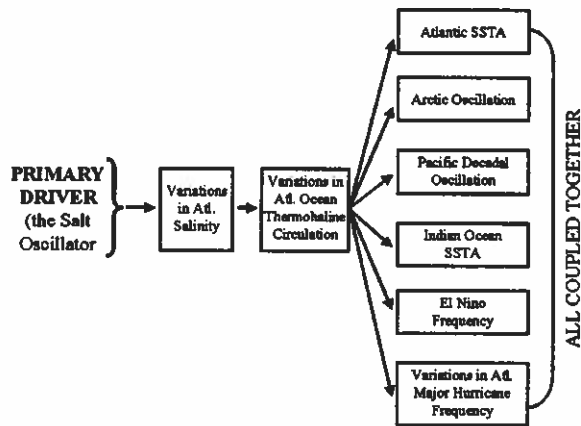 PRIMARY
DRIVER
(the Salt
Oscillator
Variations
in Atl.
Salinity
Variations in
Atl. Ocean
Thermohaline
Circulation
Atlantic SSTA
Arctic Oscillation
Pacific Decadal
Oscillation
Indian Ocean
SSTA
El Nino
Frequency
Variations in Atl.
Major Hurricane
Frequency
ALL COUPLED TOGETHER